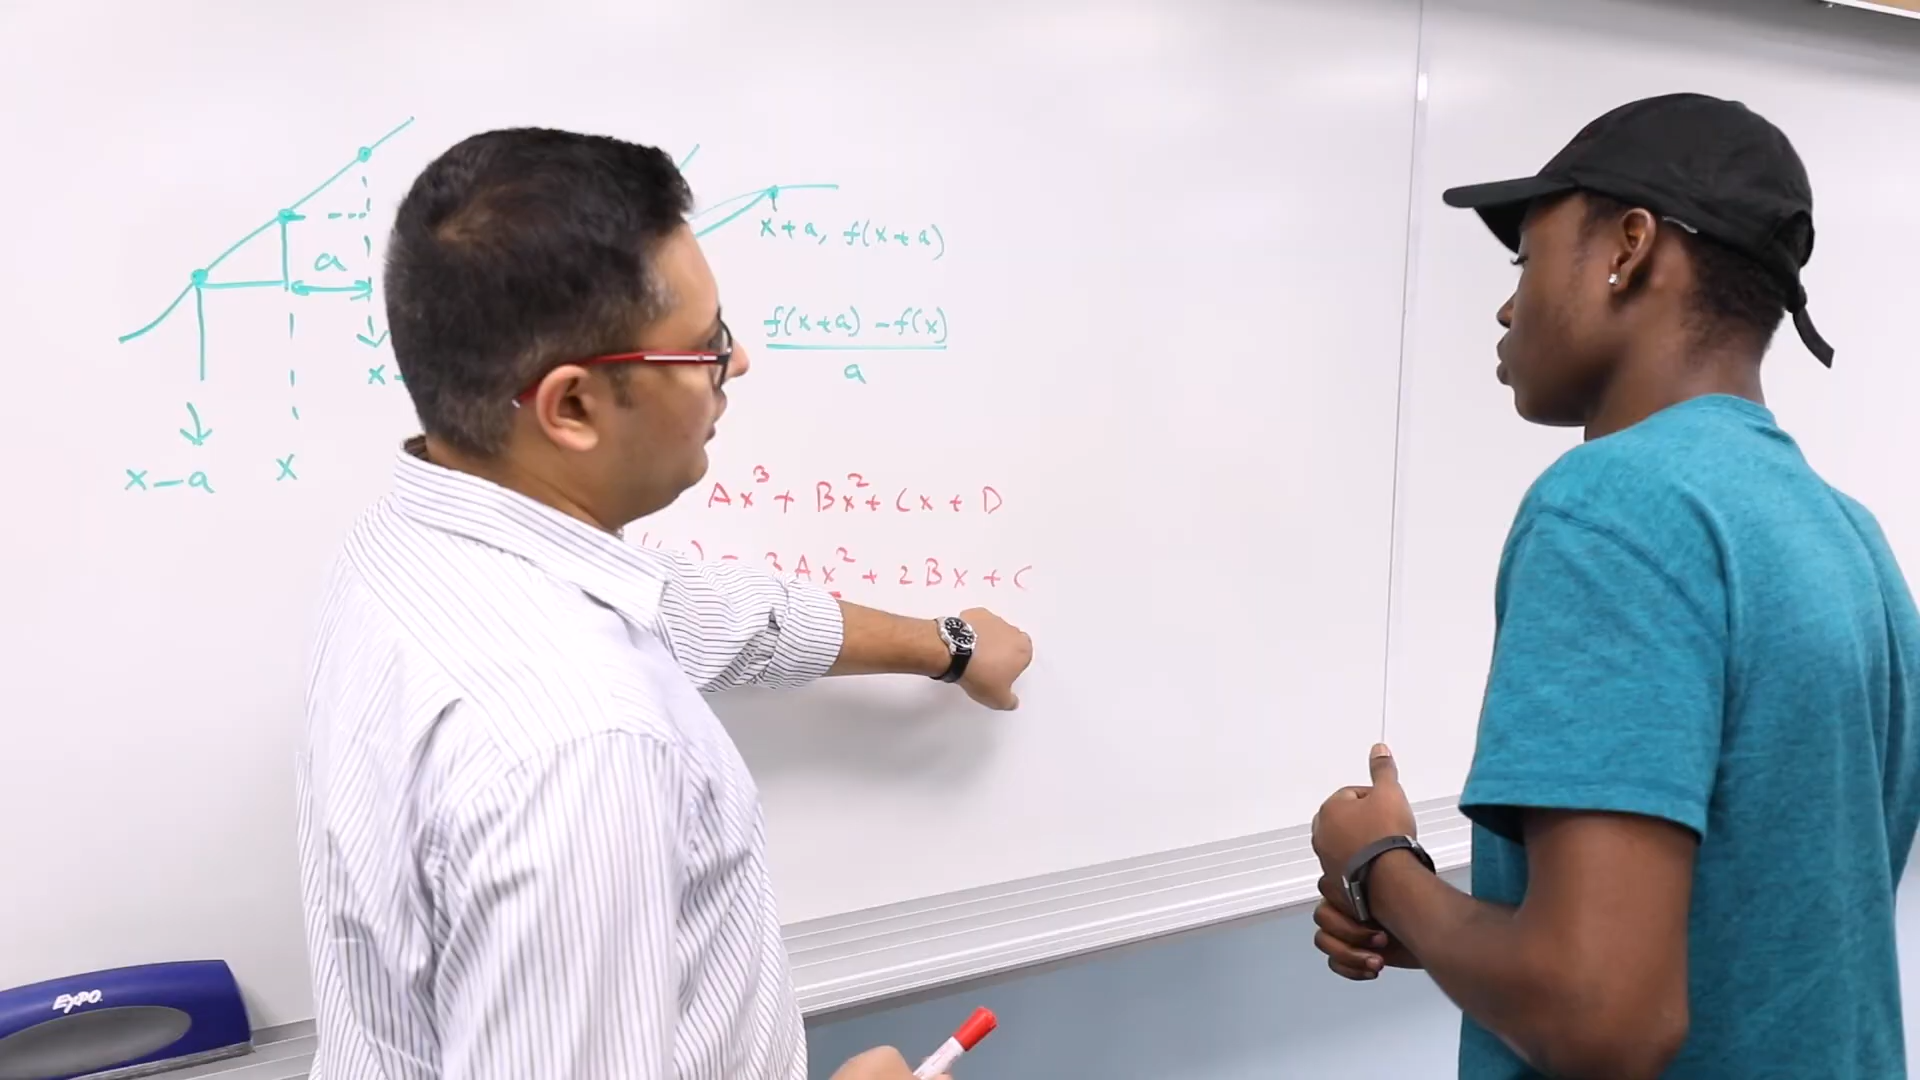 a
x-a
x
x+a, f(x+a)
f(x+a) -f(x)
a
Ax³ + Bx² + Cx + D
3Ax² + 2Bx + C
EXPO